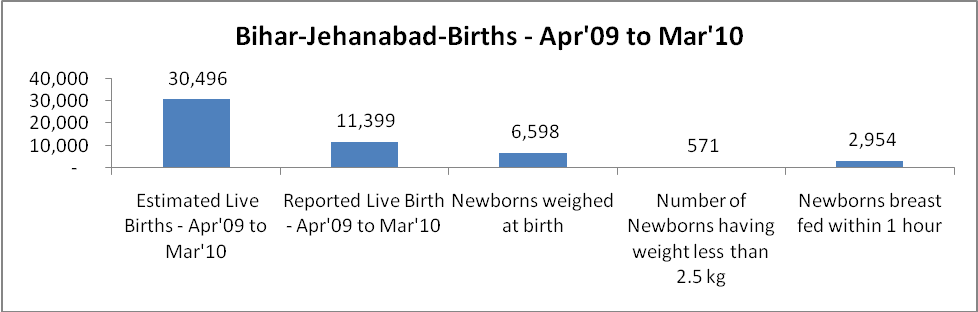 Bihar-Jehanabad-Births - Apr'09 to Mar'10
40,000
30,000
20,000
10,000
-
30,496
11,399
6,598
571
2,954
Estimated Live
Births - Apr'09 to
Mar'10
Reported Live Birth
- Apr'09 to Mar'10
Newborns weighed
at birth
Number of
Newborns having
weight less than
2.5 kg
Newborns breast
fed within 1 hour